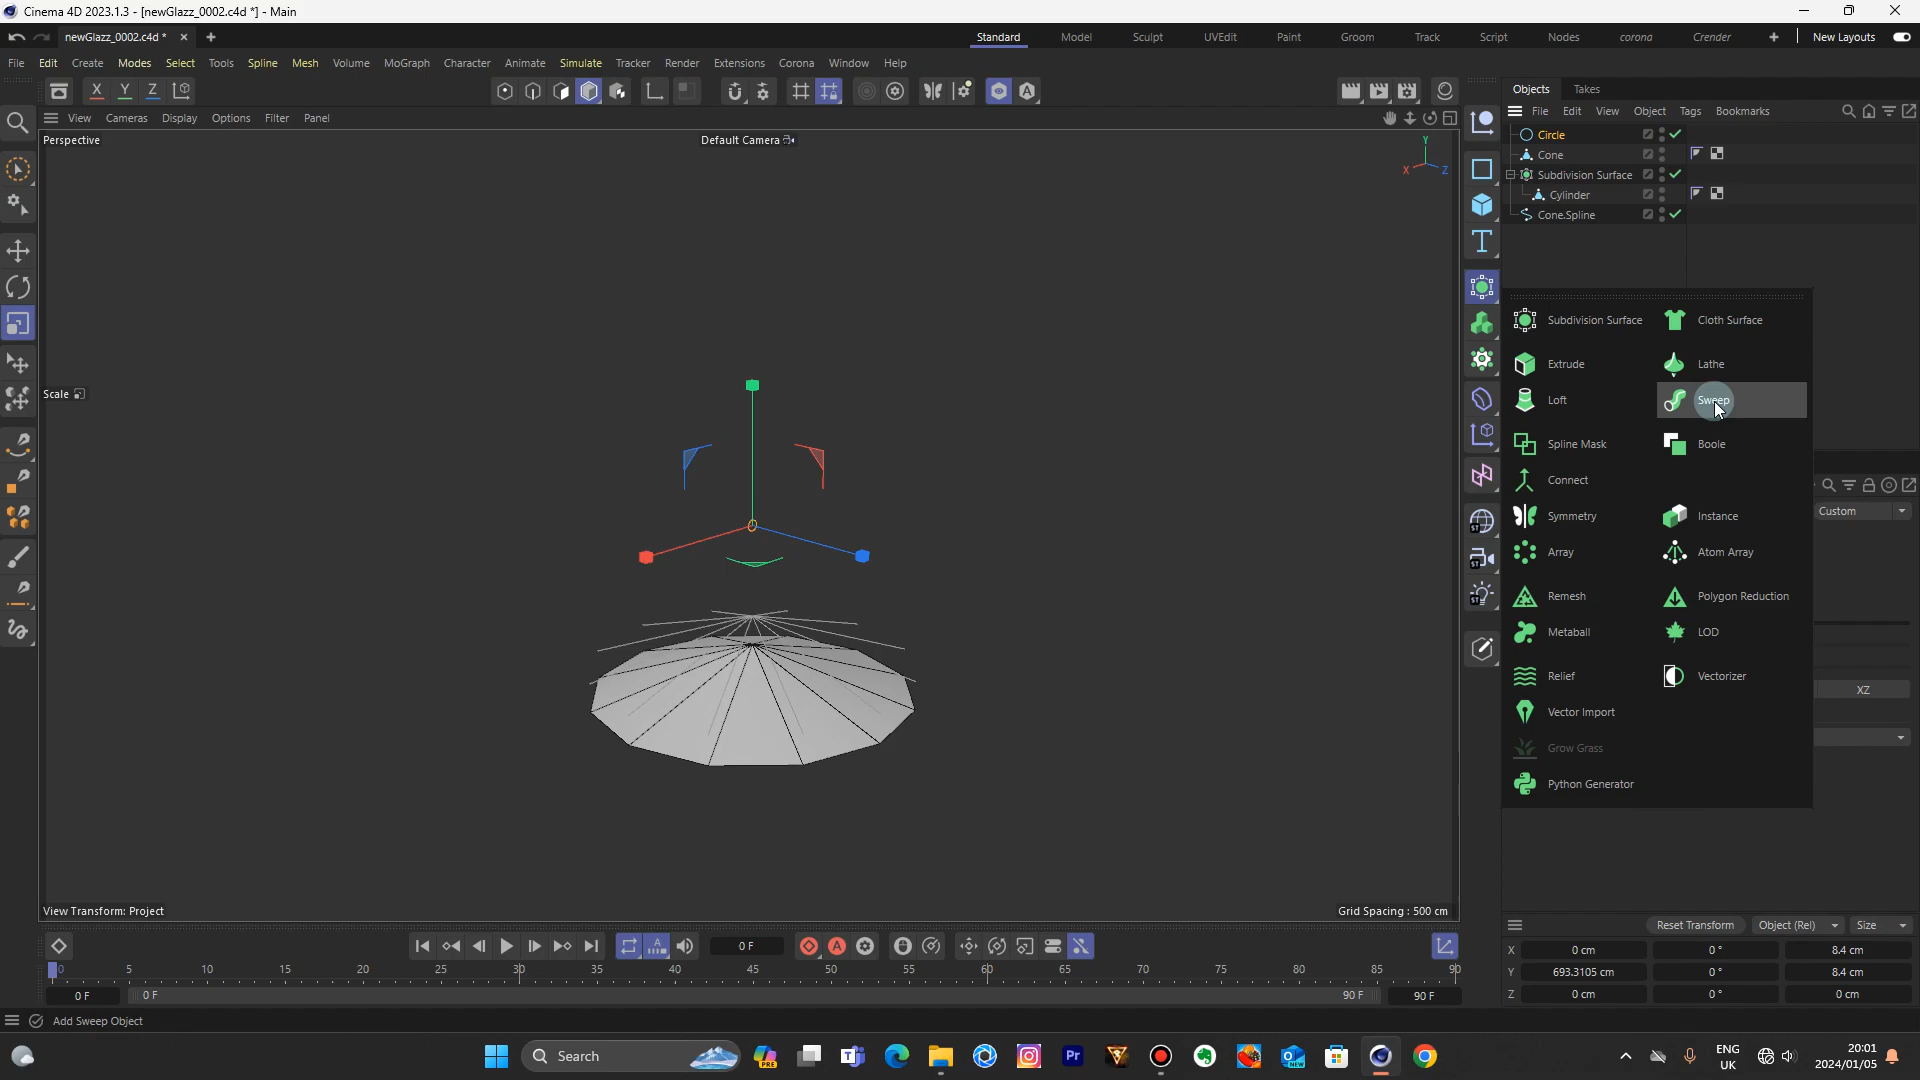 Cinema 4D 2023.1.3 - [newGlazz_0002.c4d *] - Main
newGlazz_0002.c4d *
Standard Model Sculpt UVEdit Paint Groom Track Script Nodes corona Crender New Layouts
File Edit Create Modes Select Tools Spline Mesh Volume MoGraph Character Animate Simulate Tracker Render Extensions Corona Window Help
X Y Z
Objects Takes
File Edit View Object Tags Bookmarks
View Cameras Display Options Filter Panel
Perspective
Default Camera
Y
X Z
Circle
Cone
Subdivision Surface
Cylinder
Cone.Spline
Subdivision Surface Cloth Surface
Extrude Lathe
Scale
Loft Sweep
Spline Mask Boole
Connect
Custom
Symmetry Instance
Array Atom Array
Remesh Polygon Reduction
Metaball LOD
Relief Vectorizer
XZ
Vector Import
Grow Grass
Python Generator
View Transform: Project
Grid Spacing : 500 cm
Reset Transform Object (Rel) Size
0 F
X 0 cm 0 ° 8.4 cm
0 5 10 15 20 25 30 35 40 45 50 55 60 65 70 75 80 85 90
Y 693.3105 cm 0 ° 8.4 cm
0 F 0 F 90 F 90 F
Z 0 cm 0 ° 0 cm
Add Sweep Object
Search
PRE
Pr
NEW
ENG
UK
20:01
2024/01/05